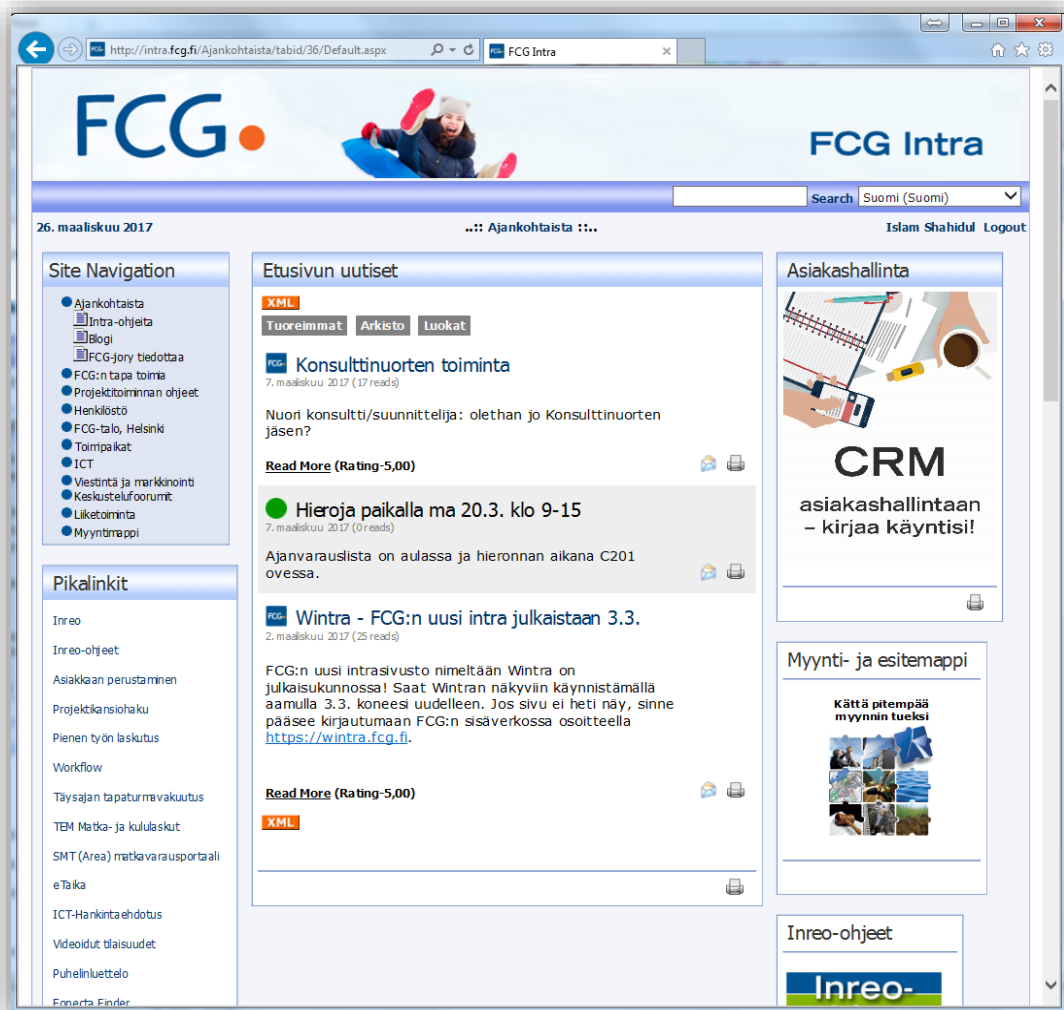 http://intra.fcg.fi/Ajankohtaista/tabid/36/Default.aspx
FCG Intra
FCG
FCG Intra
Search Suomi (Suomi)
26. maaliskuu 2017
..:: Ajankohtaista ::..
Islam Shahidul Logout
Site Navigation
Ajankohtaista
Intra-ohjeita
Blogi
FCG-jory tiedottaa
FCG:n tapa toimia
Projektitoiminnan ohjeet
Henkilöstö
FCG-talo, Helsinki
Toimipaikat
ICT
Viestintä ja markkinointi
Keskustelufoorumit
Liiketoiminta
Myyntimappi
Pikalinkit
Inreo
Inreo-ohjeet
Asiakkaan perustaminen
Projektikansiohaku
Pienen työn laskutus
Workflow
Täysajan tapaturmavakuutus
TEM Matka- ja kululaskut
SMT (Area) matkavarausportaali
eTaika
ICT-Hankintaehdotus
Videoidut tilaisuudet
Puhelinluettelo
Fonecta Finder
Etusivun uutiset
XML
Tuoreimmat Arkisto Luokat
FCG Konsulttinuorten toiminta
7. maaliskuu 2017 (17 reads)
Nuori konsultti/suunnittelija: olethan jo Konsulttinuorten
jäsen?
Read More (Rating-5,00)
Hieroja paikalla ma 20.3. klo 9-15
7. maaliskuu 2017 (0 reads)
Ajanvarauslista on aulassa ja hieronnan aikana C201
ovessa.
FCG Wintra - FCG:n uusi intra julkaistaan 3.3.
2. maaliskuu 2017 (25 reads)
FCG:n uusi intrasivusto nimeltään Wintra on
julkaisukunnossa! Saat Wintran näkyviin käynnistämällä
aamulla 3.3. koneesi uudelleen. Jos sivu ei heti näy, sinne
pääsee kirjautumaan FCG:n sisäverkossa osoitteella
https://wintra.fcg.fi.
Read More (Rating-5,00)
XML
Asiakashallinta
CRM
asiakashallintaan
– kirjaa käyntisi!
Myynti- ja esitemappi
Kättä pitempää
myynnin tueksi
Inreo-ohjeet
Inreo-